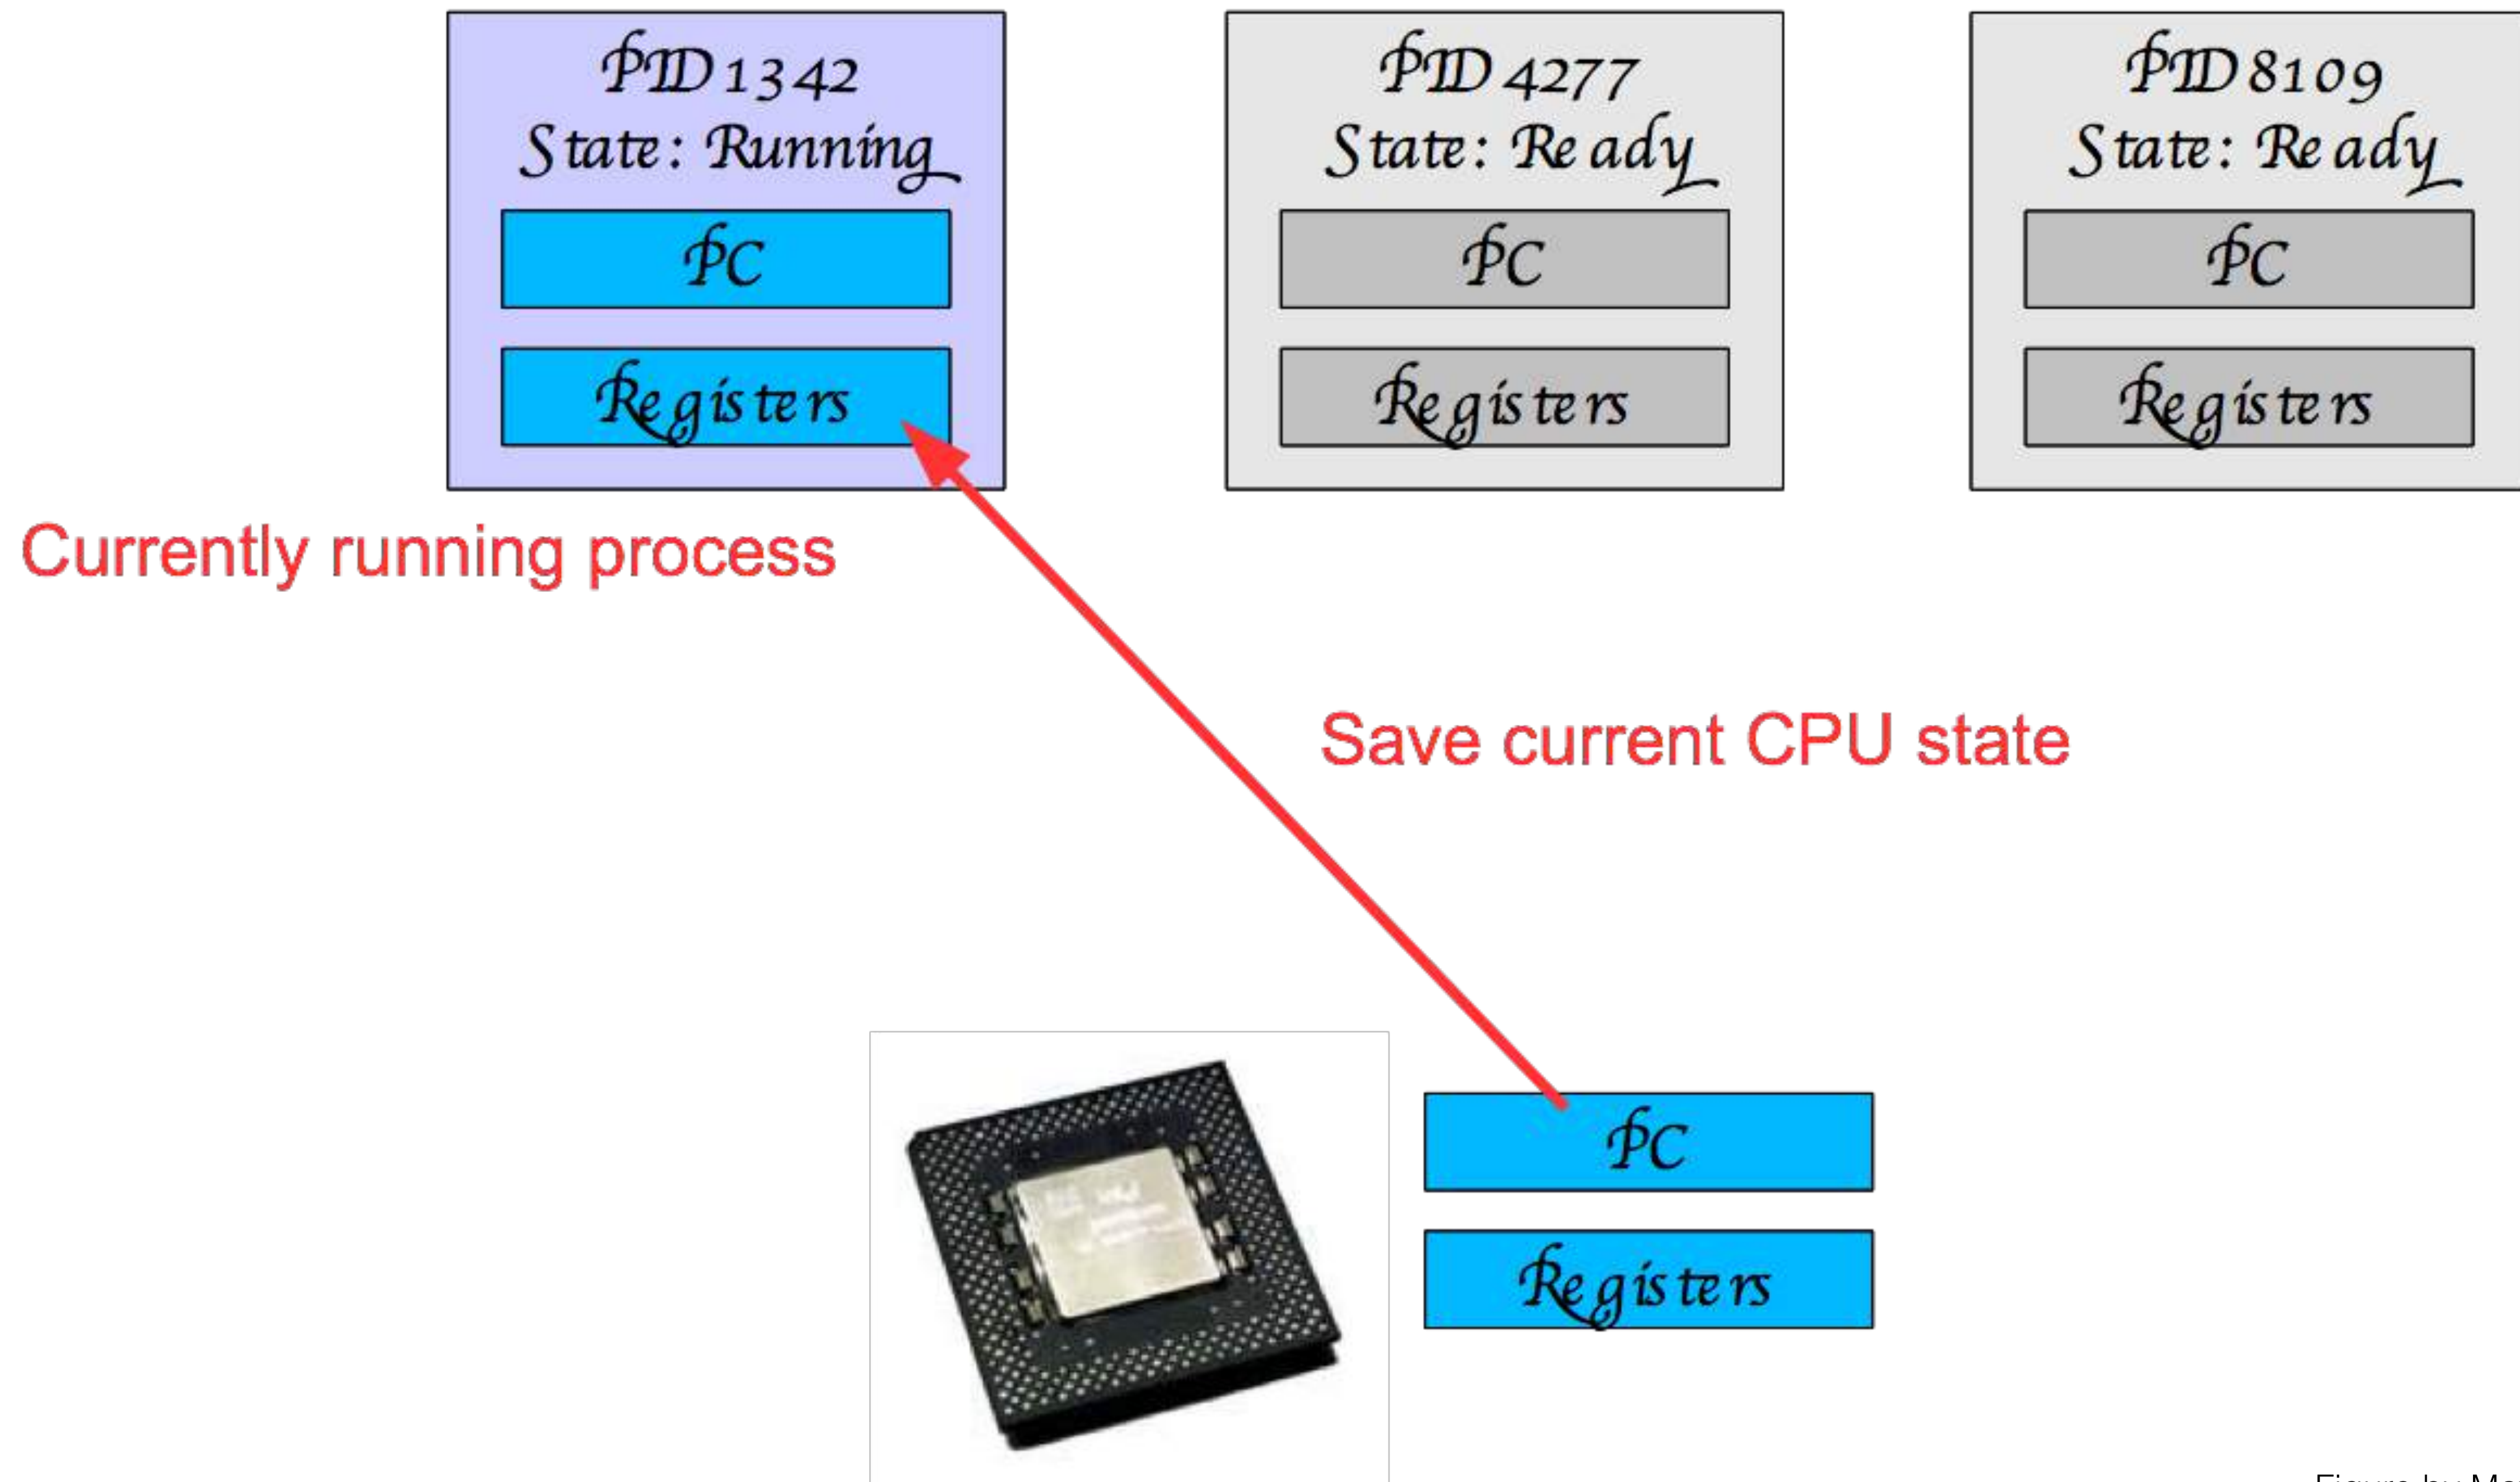 PID 1342
State: Running
PC
Registers
PID 4277
State: Ready
PC
Registers
PID 8109
State: Ready
PC
Registers
Currently running process
Save current CPU state
PC
Registers